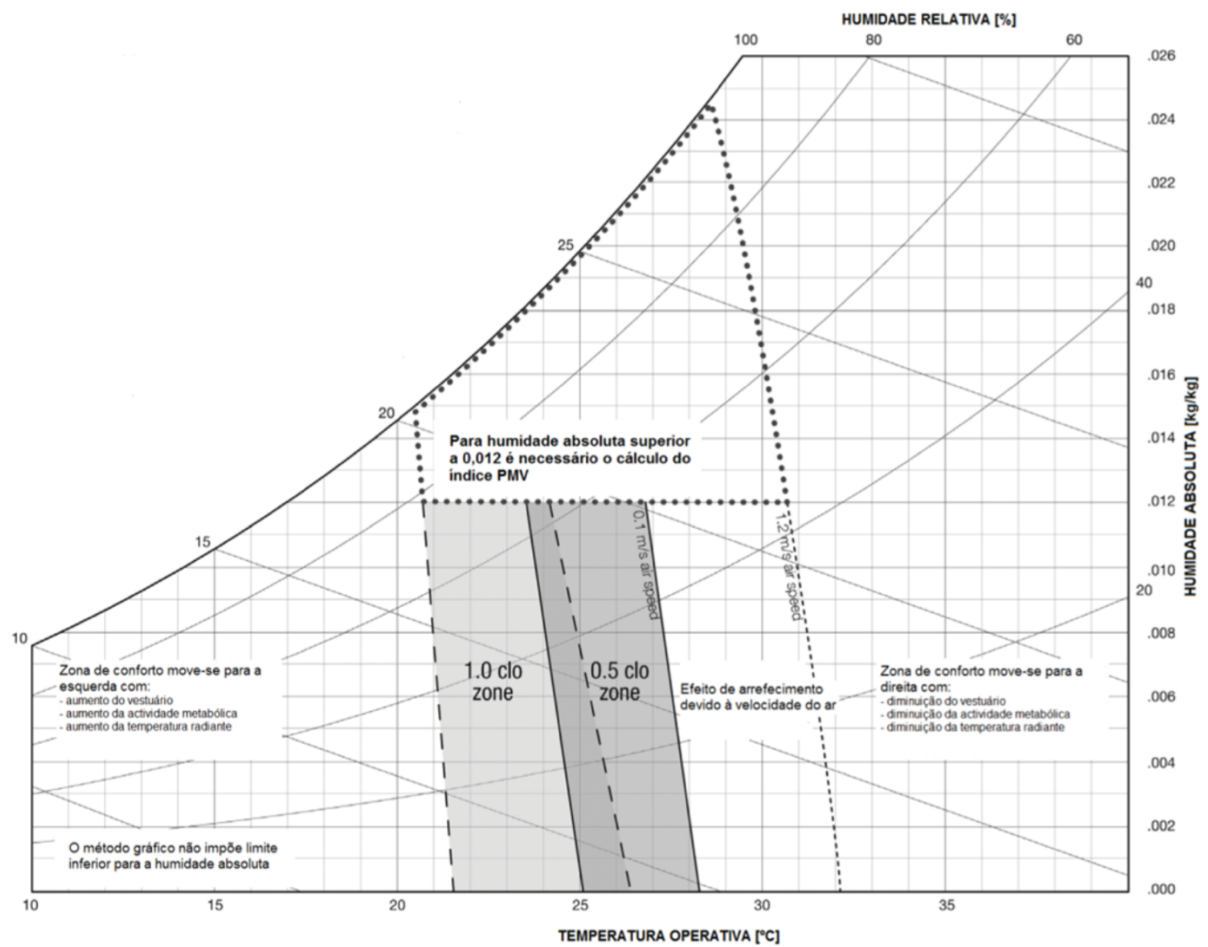 HUMIDADE RELATIVA [%]
100
80
60
.026
.024
.022
25
.020
40
.018
.016
20
Para humidade absoluta superior
a 0,012 é necessário o cálculo do
índice PMV
.014
.012
0.1 m/s air speed
1.2 m/s air speed
HUMIDADE ABSOLUTA [kg/kg]
15
.010
20
10
.008
Zona de conforto move-se para a
esquerda com:
- aumento do vestuário
- aumento da actividade metabólica
- aumento da temperatura radiante
1.0 clo
zone
0.5 clo
zone
Efeito de arrefecimento
devido à velocidade do ar
Zona de conforto move-se para a
direita com:
- diminuição do vestuário
- diminuição da actividade metabólica
- diminuição da temperatura radiante
.006
.004
.002
O método gráfico não impõe limite
inferior para a humidade absoluta
.000
10
15
20
25
30
35
TEMPERATURA OPERATIVA [ºC]